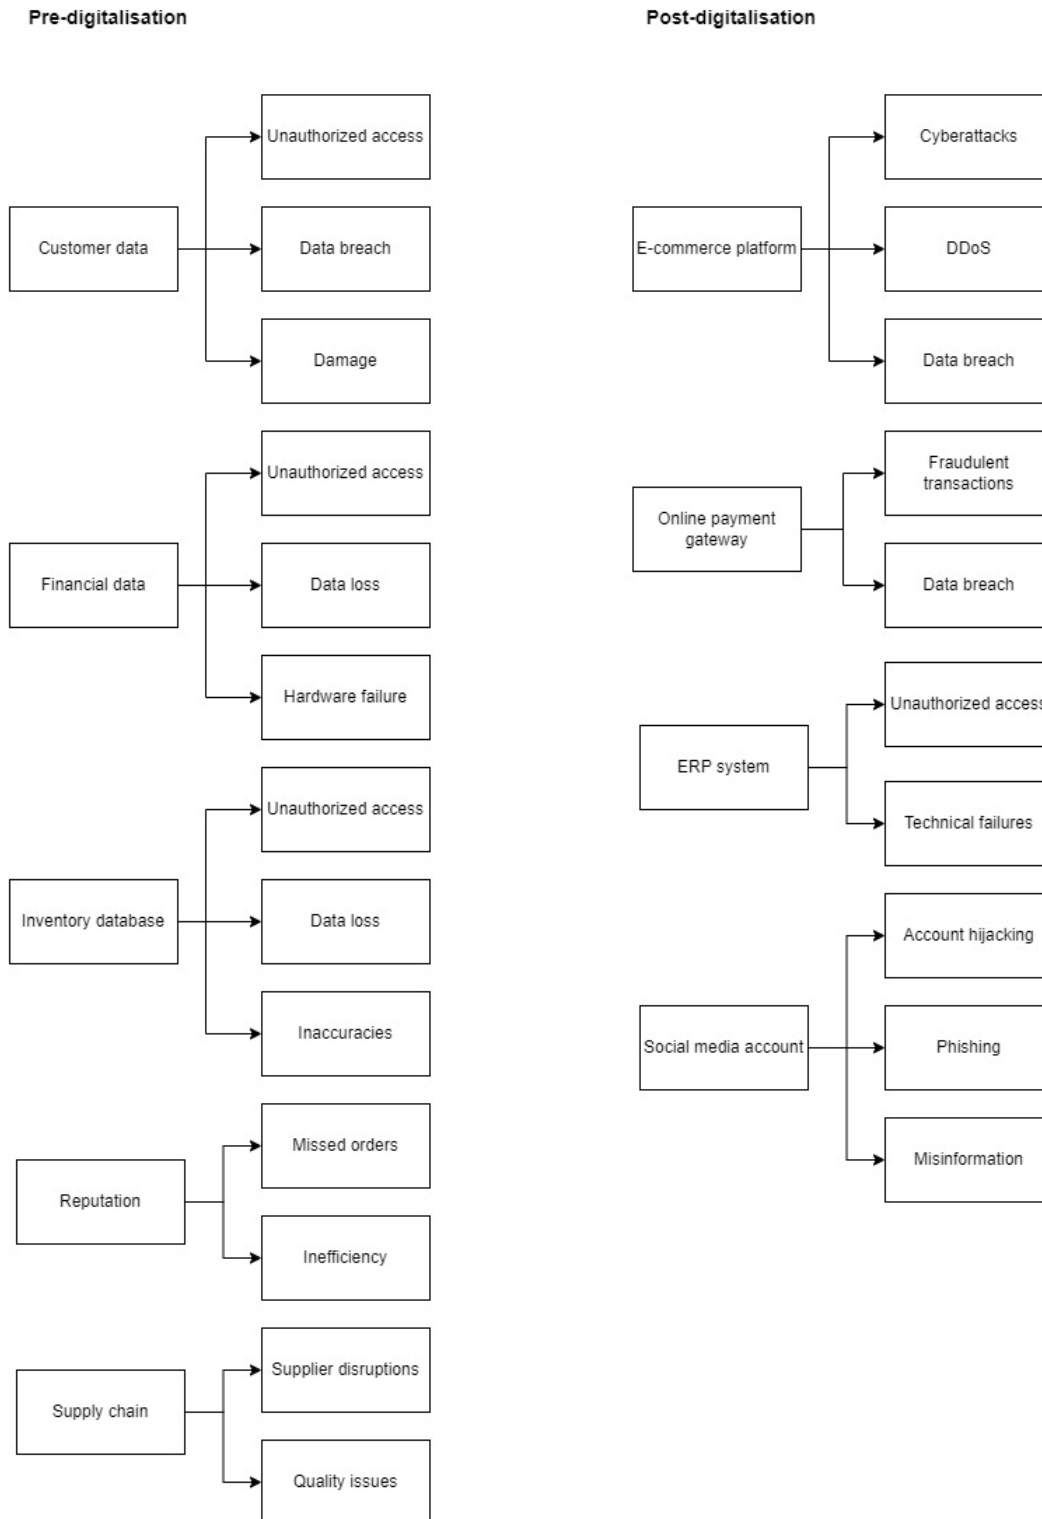 Pre-digitalisation
Customer data
Unauthorized access
Data breach
Damage
Financial data
Unauthorized access
Data loss
Hardware failure
Inventory database
Unauthorized access
Data loss
Inaccuracies
Reputation
Missed orders
Inefficiency
Supply chain
Supplier disruptions
Quality issues
Post-digitalisation
E-commerce platform
Cyberattacks
DDoS
Data breach
Online payment
gateway
Fraudulent
transactions
Data breach
ERP system
Unauthorized access
Technical failures
Social media account
Account hijacking
Phishing
Misinformation